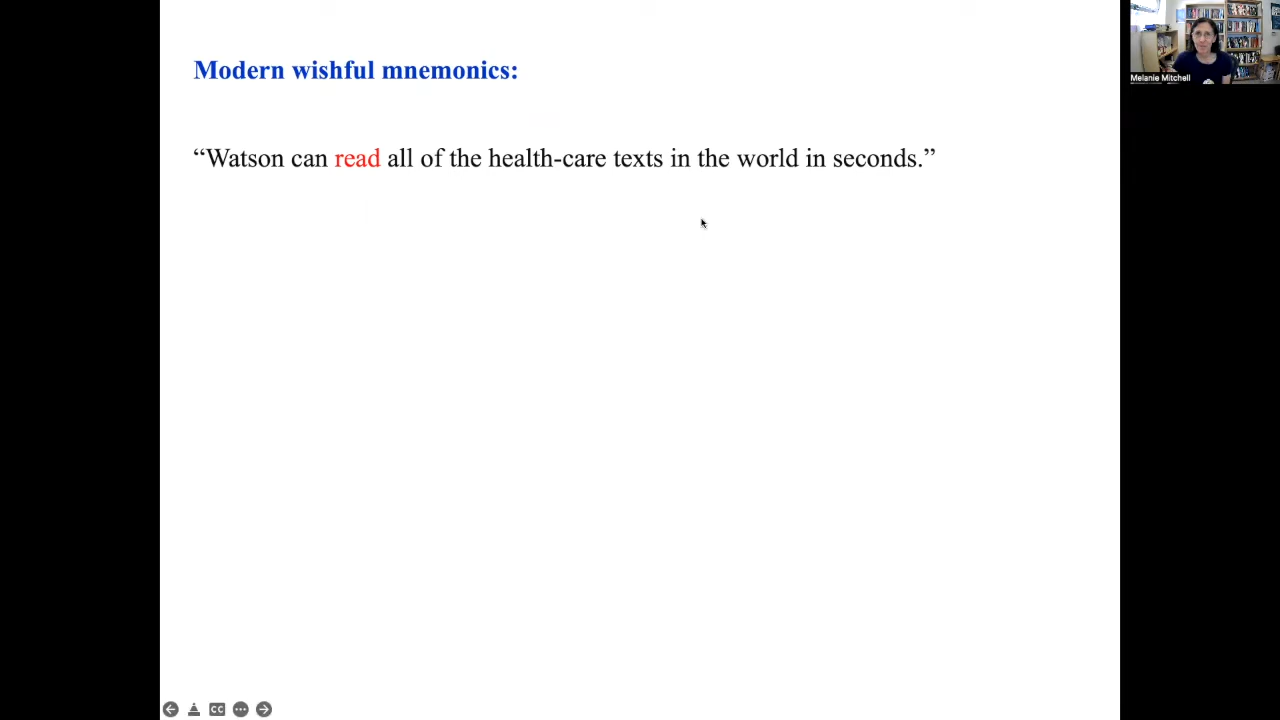 Modern wishful mnemonics:
“Watson can read all of the health-care texts in the world in seconds.”
Melanie Mitchell
CC